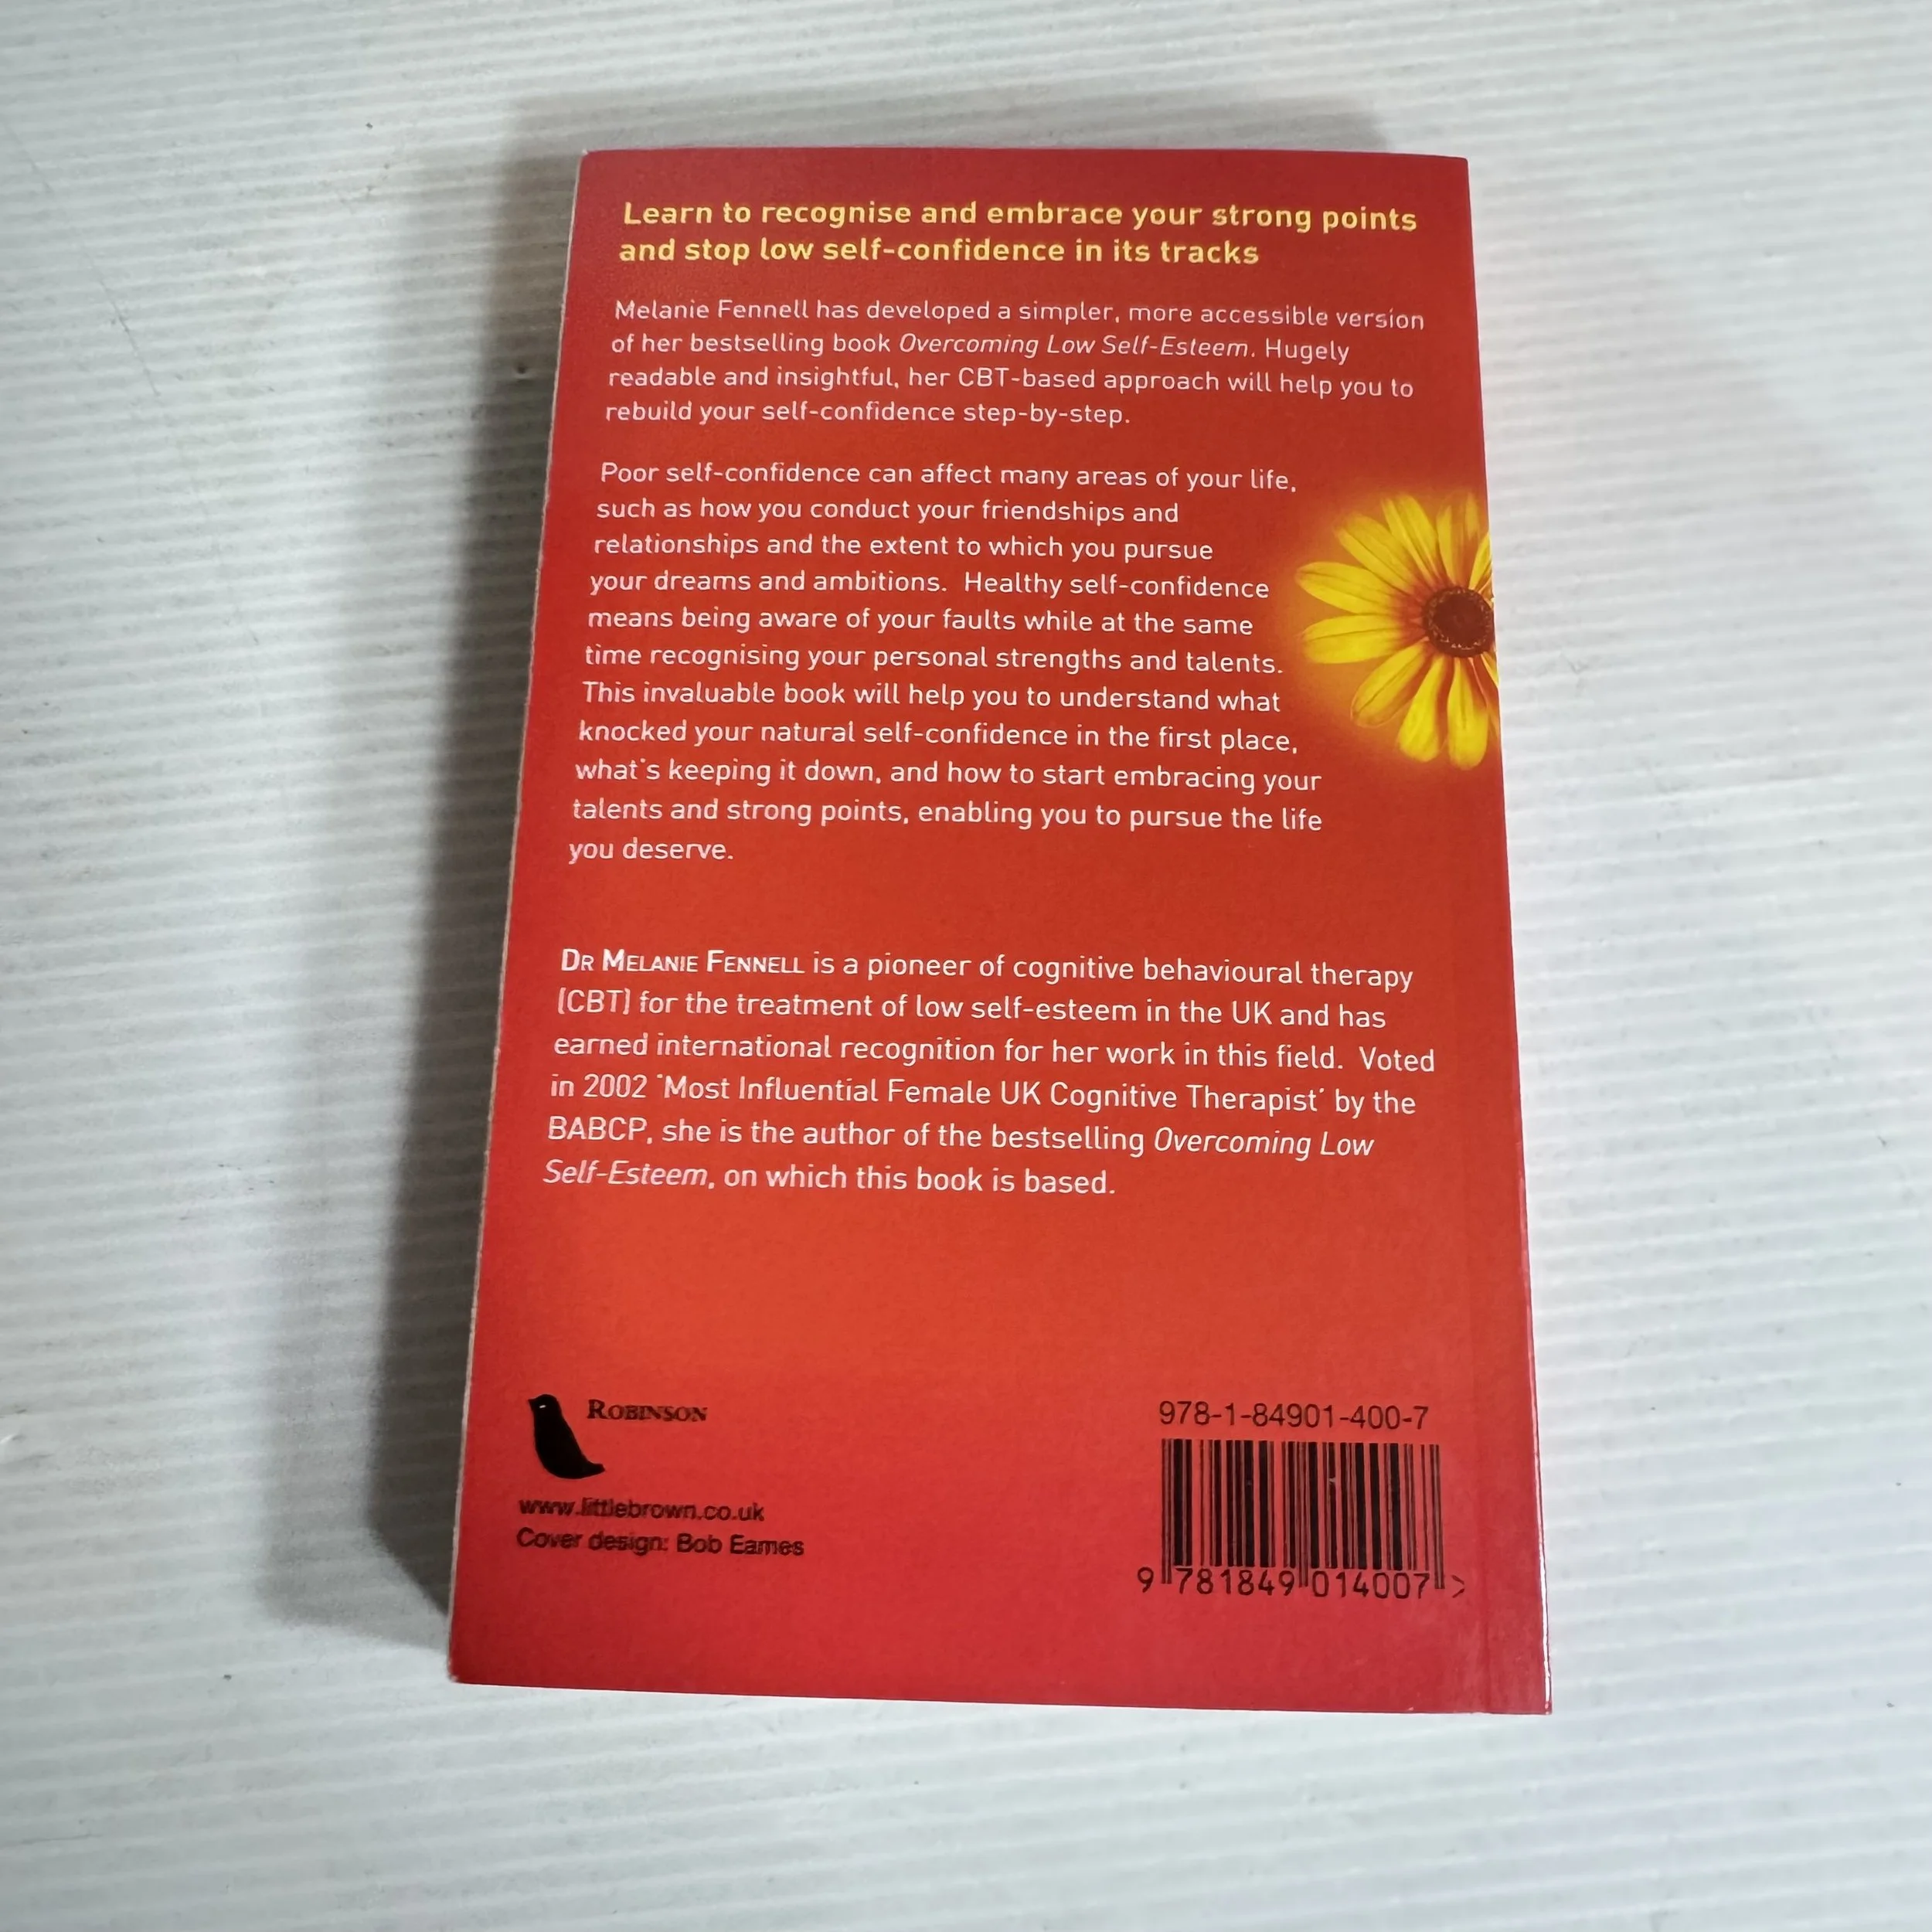 Learn to recognise and embrace your strong points
and stop low self-confidence in its tracks
Melanie Fennell has developed a simpler, more accessible version
of her bestselling book Overcoming Low Self-Esteem. Hugely
readable and insightful, her CBT-based approach will help you to
rebuild your self-confidence step-by-step.
Poor self-confidence can affect many areas of your life,
such as how you conduct your friendships and
relationships and the extent to which you pursue
your dreams and ambitions. Healthy self-confidence
means being aware of your faults while at the same
time recognising your personal strengths and talents.
This invaluable book will help you to understand what
knocked your natural self-confidence in the first place,
what's keeping it down, and how to start embracing your
talents and strong points, enabling you to pursue the life
you deserve.
DR MELANIE FENNELL is a pioneer of cognitive behavioural therapy
(CBT) for the treatment of low self-esteem in the UK and has
earned international recognition for her work in this field. Voted
in 2002 'Most Influential Female UK Cognitive Therapist' by the
BABCP, she is the author of the bestselling Overcoming Low
Self-Esteem, on which this book is based.
ROBINSON
www.littlebrown.co.uk
Cover design: Bob Eames
978-1-84901-400-7
9 781849 014007 >